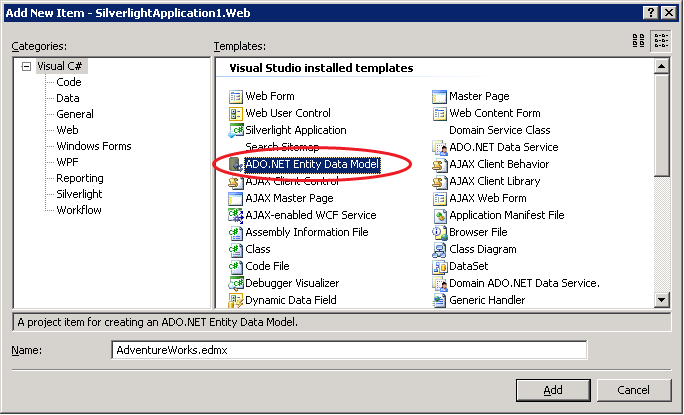 Add New Item - SilverlightApplication1.Web
Categories:
Templates:
Visual C#
Code
Data
General
Web
Windows Forms
WPF
Reporting
Silverlight
Workflow
Visual Studio installed templates
Web Form
Master Page
Web User Control
Web Content Form
Silverlight Application
Domain Service Class
Search Sitemap
ADO.NET Data Service
ADO.NET Entity Data Model
AJAX Client Behavior
AJAX Client Control
AJAX Client Library
AJAX Master Page
AJAX Web Form
AJAX-enabled WCF Service
Application Manifest File
Assembly Information File
Browser File
Class
Class Diagram
Code File
DataSet
Debugger Visualizer
Domain ADO.NET Data Service.
Dynamic Data Field
Generic Handler
A project item for creating an ADO.NET Entity Data Model.
Name:
AdventureWorks.edmx
Add
Cancel